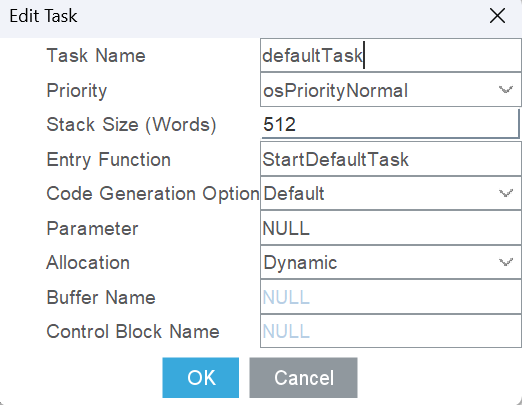 Edit Task
Task Name defaultTask
Priority osPriorityNormal
Stack Size (Words) 512
Entry Function StartDefaultTask
Code Generation Option Default
Parameter NULL
Allocation Dynamic
Buffer Name NULL
Control Block Name NULL
OK Cancel